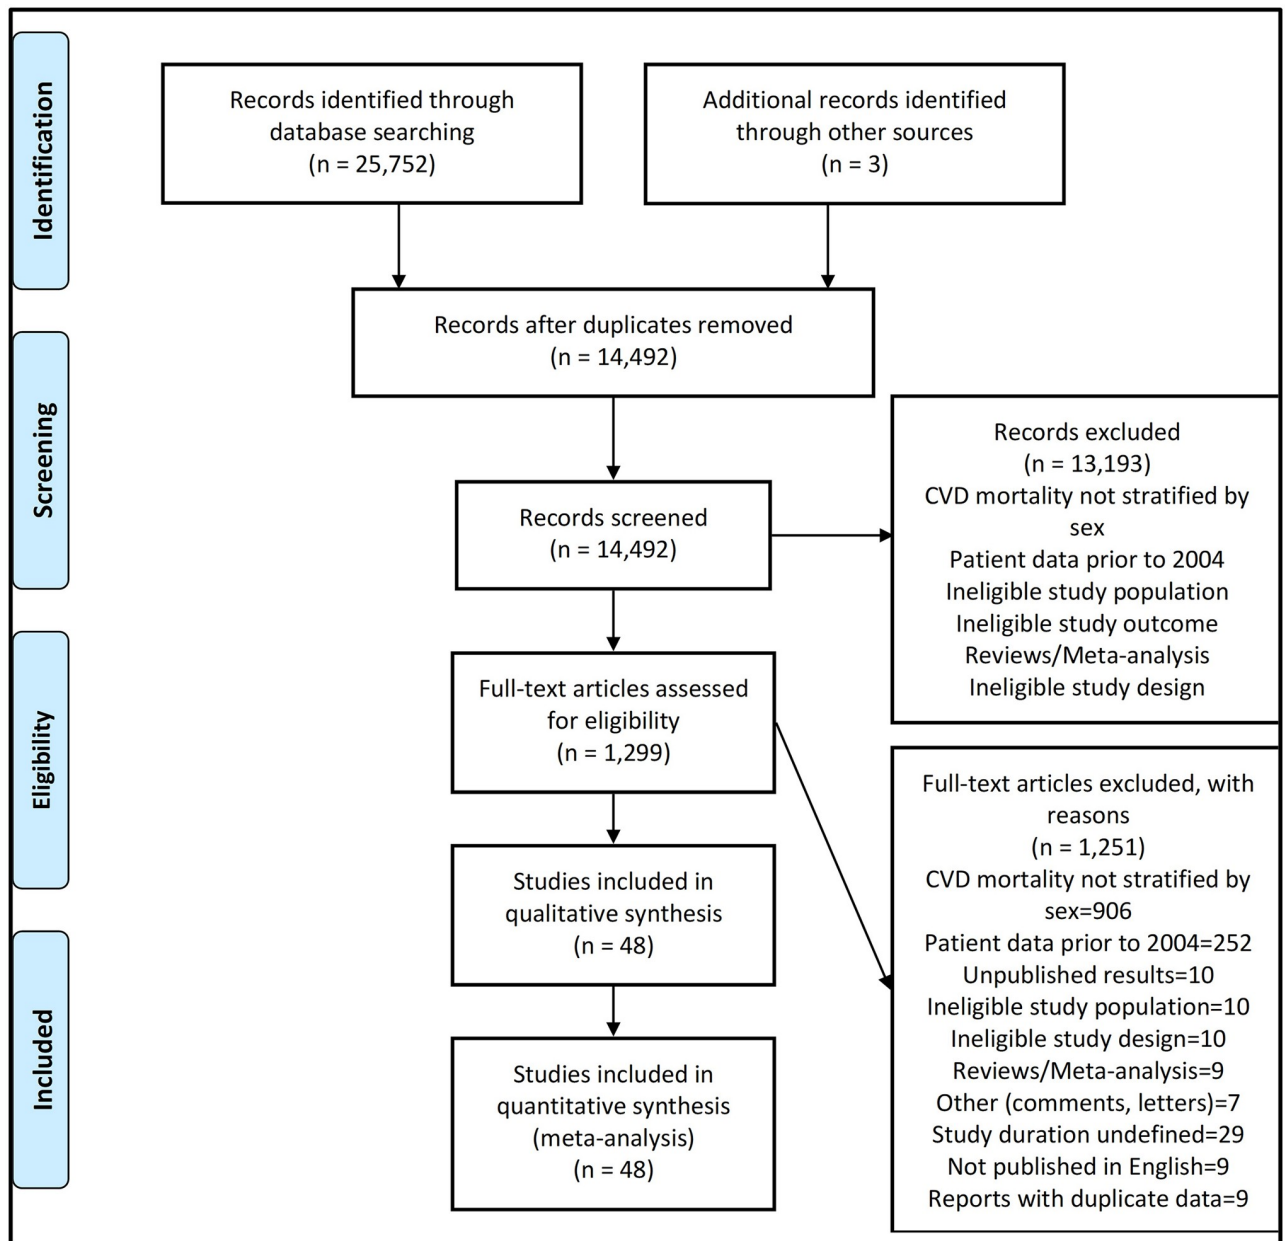 Identification
Records identified through
database searching
(n = 25,752)
Additional records identified
through other sources
(n = 3)
Records after duplicates removed
(n = 14,492)
Screening
Records screened
(n = 14,492)
Records excluded
(n = 13,193)
CVD mortality not stratified by
sex
Patient data prior to 2004
Ineligible study population
Ineligible study outcome
Reviews/Meta-analysis
Ineligible study design
Eligibility
Full-text articles assessed
for eligibility
(n = 1,299)
Full-text articles excluded, with
reasons
(n = 1,251)
CVD mortality not stratified by
sex=906
Patient data prior to 2004=252
Unpublished results=10
Ineligible study population=10
Ineligible study design=10
Reviews/Meta-analysis=9
Other (comments, letters)=7
Study duration undefined=29
Not published in English=9
Reports with duplicate data=9
Studies included in
qualitative synthesis
(n = 48)
Included
Studies included in
quantitative synthesis
(meta-analysis)
(n = 48)